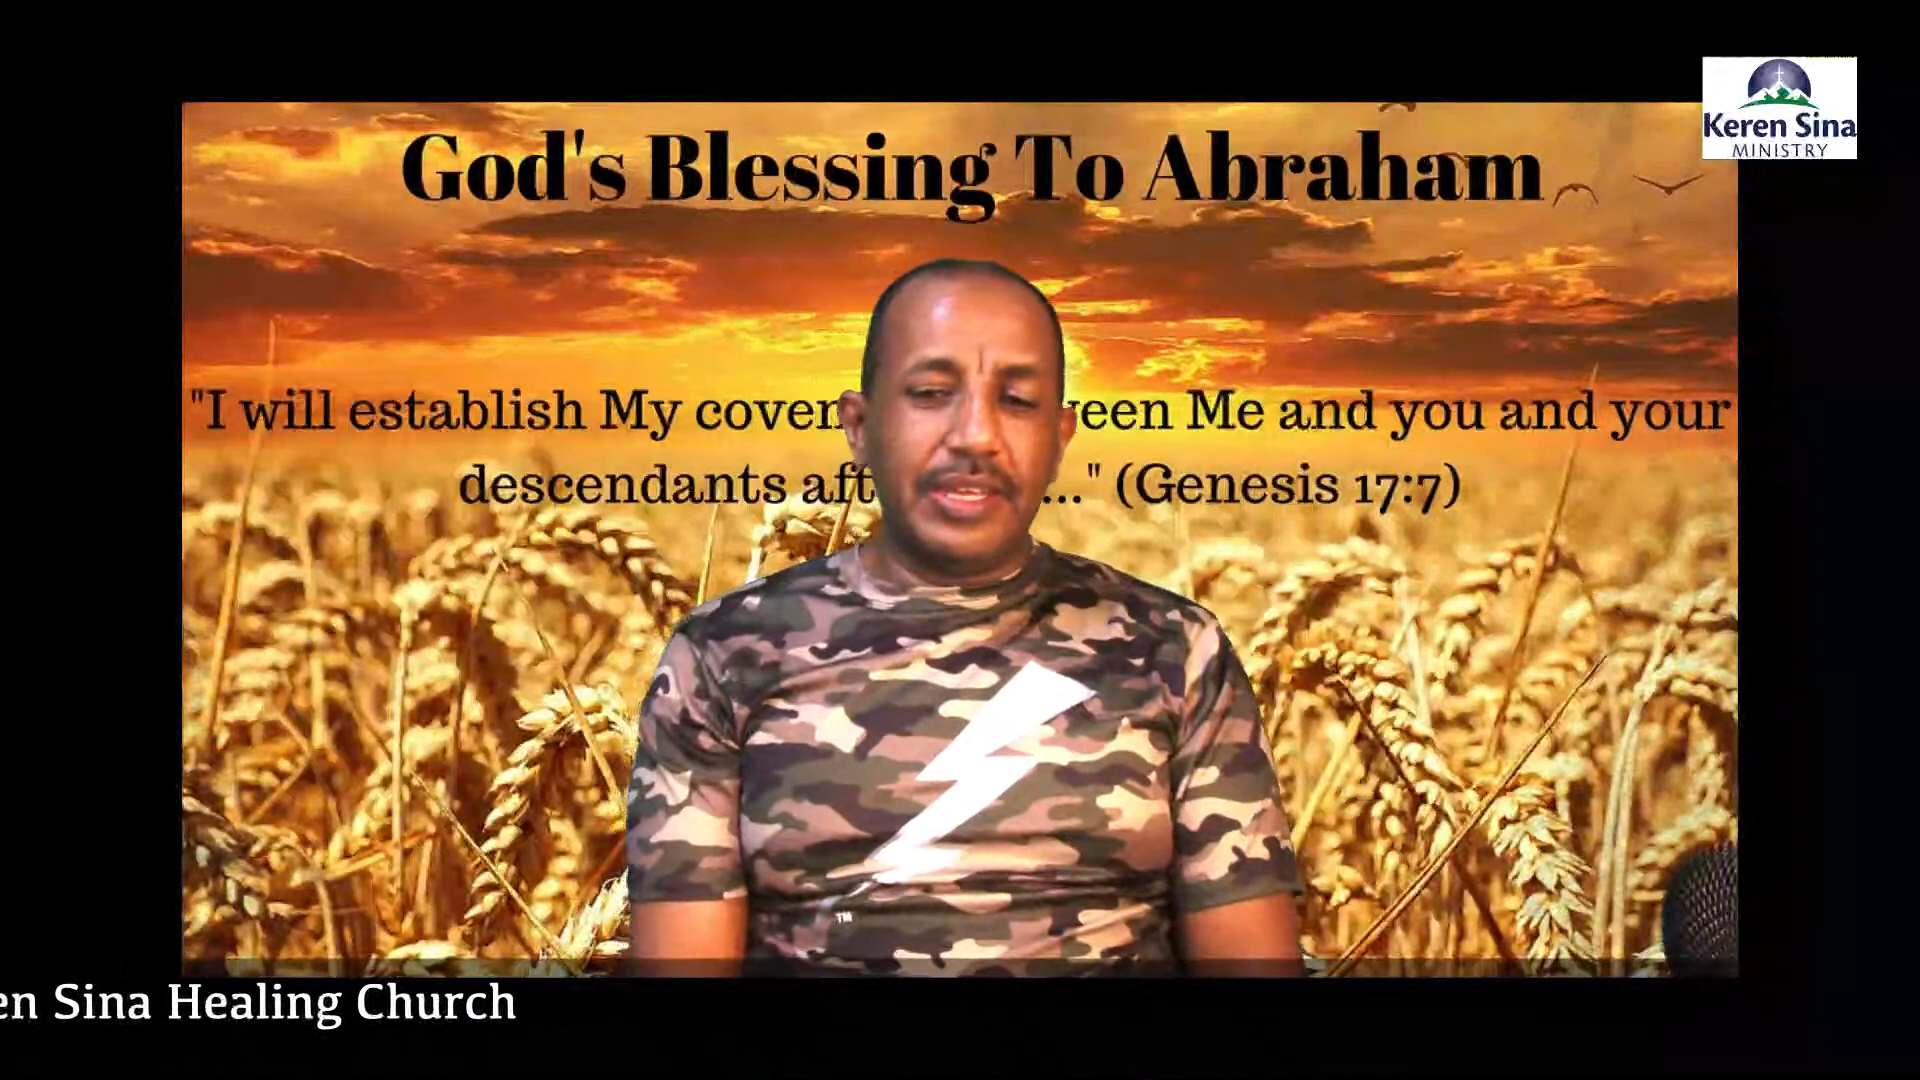 Keren Sina
MINISTRY
God's Blessing To Abraham
"I will establish My coven een Me and you and your
descendants aft ..." (Genesis 17:7)
TM
en Sina Healing Church